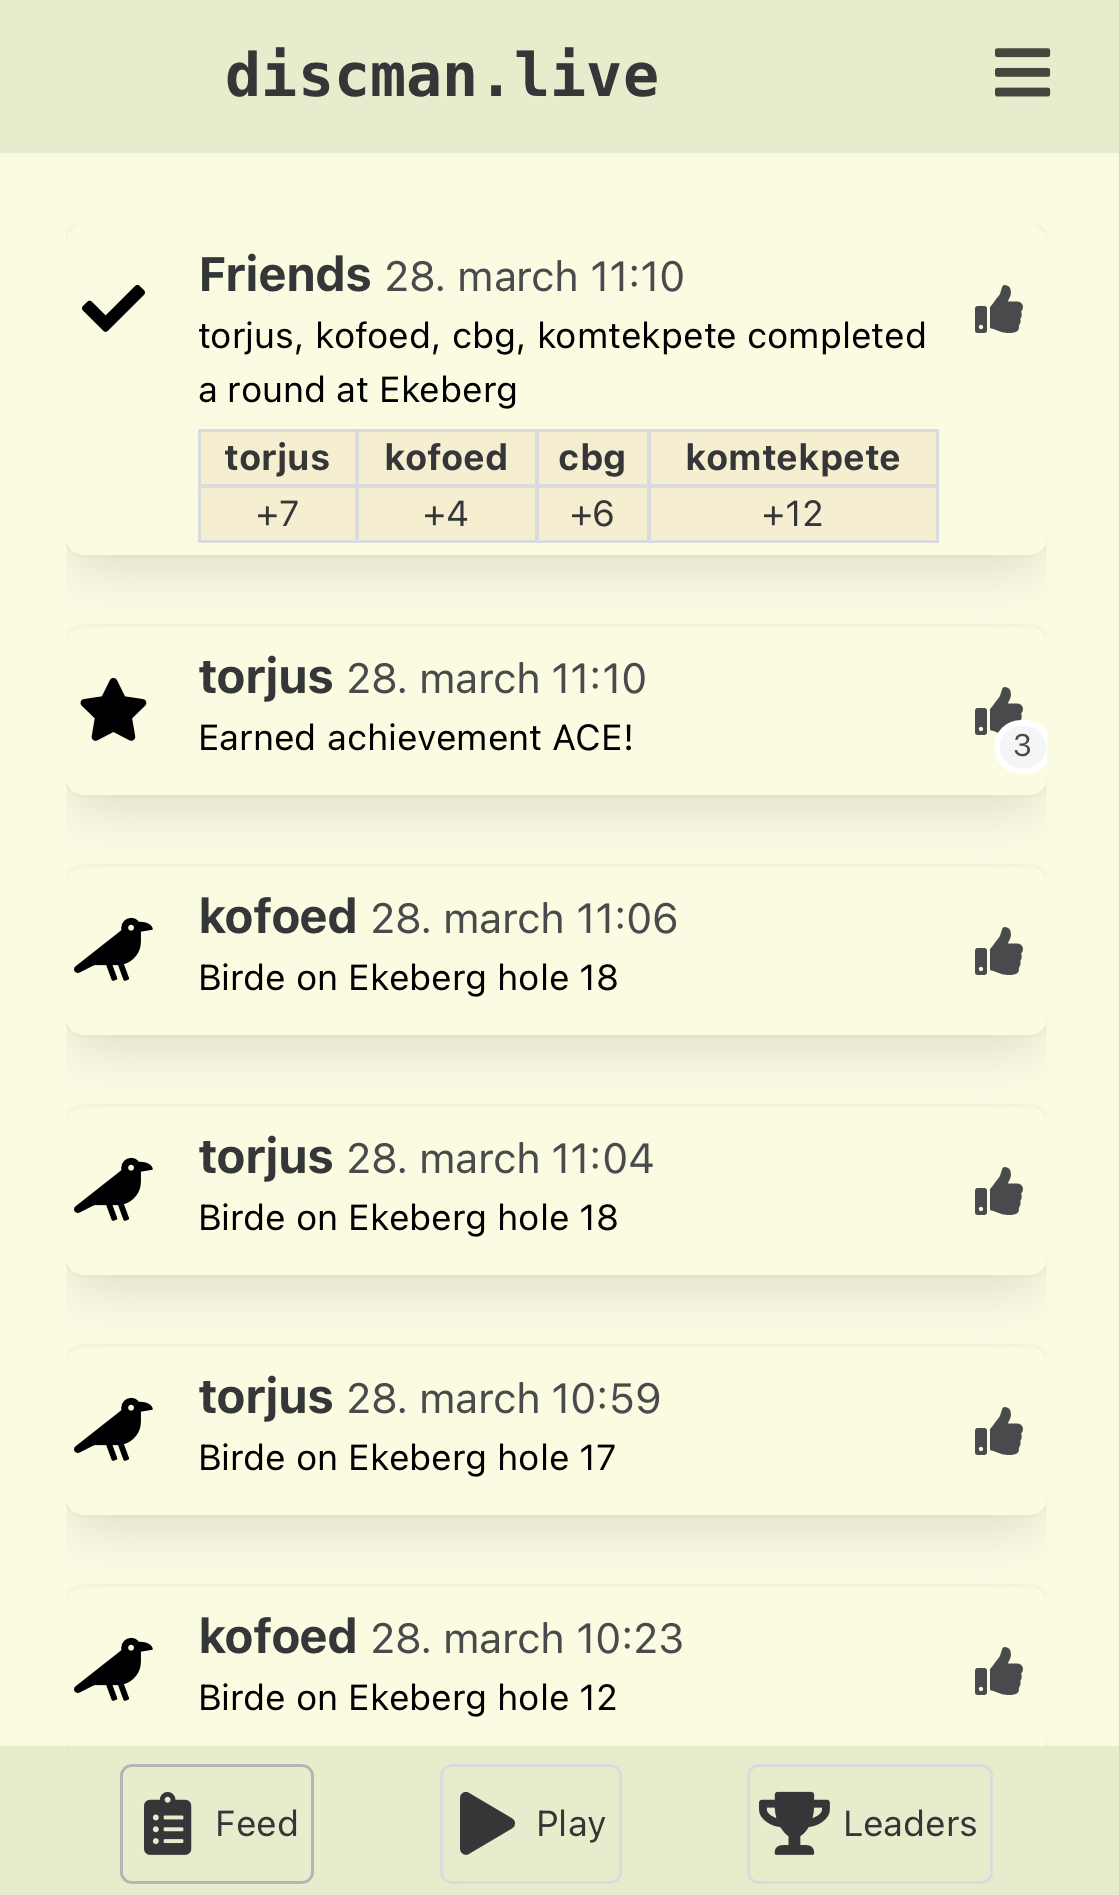 discman.live
Friends 28. march 11:10
torjus, kofoed, cbg, komtekpete completed
a round at Ekeberg
torjus kofoed cbg komtekpete
+7 +4 +6 +12
torjus 28. march 11:10
Earned achievement ACE!
3
kofoed 28. march 11:06
Birde on Ekeberg hole 18
torjus 28. march 11:04
Birde on Ekeberg hole 18
torjus 28. march 10:59
Birde on Ekeberg hole 17
kofoed 28. march 10:23
Birde on Ekeberg hole 12
Feed Play Leaders